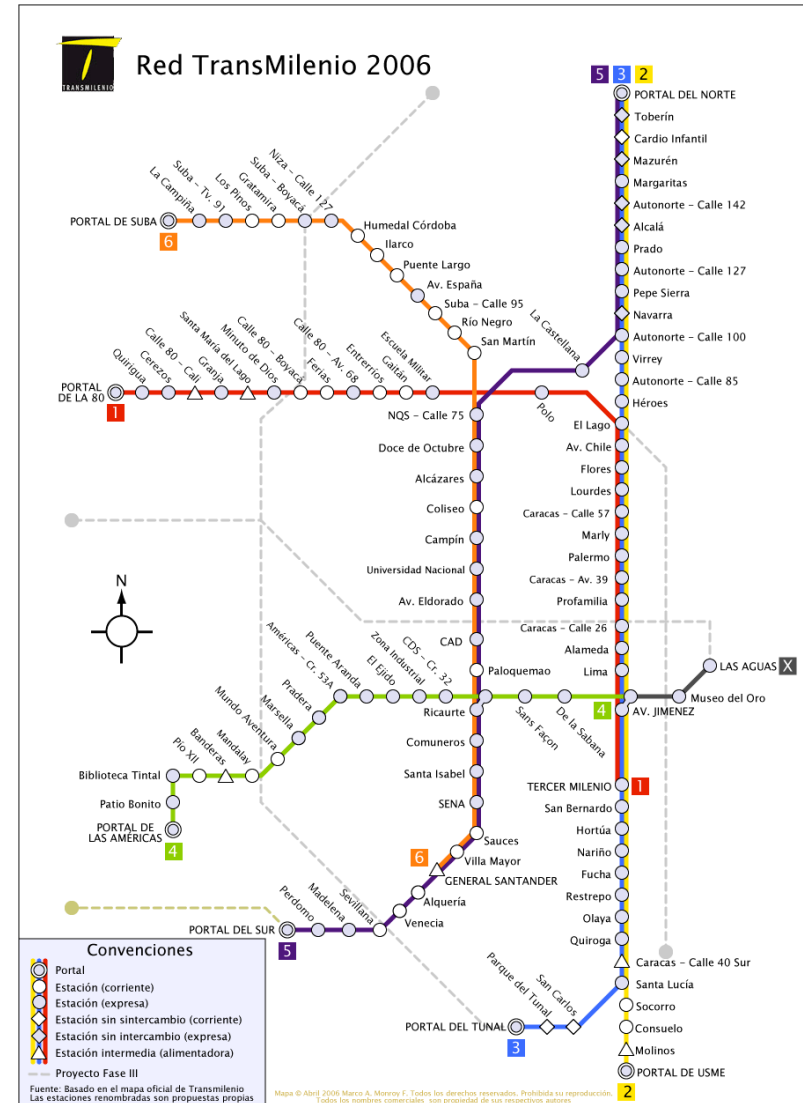 TRANSMILENIO
Red TransMilenio 2006
5 3 2
PORTAL DEL NORTE
Toberín
Cardio Infantil
Mazurén
Margaritas
Autonorte – Calle 142
Alcalá
Prado
Autonorte – Calle 127
Pepe Sierra
Navarra
Autonorte – Calle 100
Virrey
Autonorte – Calle 85
Héroes
El Lago
Av. Chile
Flores
Lourdes
Caracas – Calle 57
Marly
Palermo
Caracas – Av. 39
Profamilia
Caracas – Calle 26
Alameda
Lima
4
AV. JIMENEZ
TERCER MILENIO
1
San Bernardo
Hortúa
Nariño
Fucha
Restrepo
Olaya
Quiroga
Caracas – Calle 40 Sur
Santa Lucía
Socorro
Consuelo
Molinos
PORTAL DE USME
2
San Carlos
Parque del Tunal
PORTAL DEL TUNAL
3
LAS AGUAS X
Museo del Oro
PORTAL DE SUBA
6
La Campiña
Suba – Tv. 91
Los Pinos
Gratamira
Suba – Boyacá
Niza – Calle 127
Humedal Córdoba
Ilarco
Puente Largo
Av. España
Suba – Calle 95
Río Negro
San Martín
La Castellana
PORTAL
DE LA 80
1
Quirigua
Cerezos
Calle 80 – Cali
Granja
Santa María del Lago
Minuto de Dios
Calle 80 – Boyacá
Ferias
Calle 80 – Av. 68
Entrerríos
Gaitán
Escuela Militar
Polo
NQS – Calle 75
Doce de Octubre
Alcázares
Coliseo
Campín
Universidad Nacional
Av. Eldorado
CAD
Paloquemao
Ricaurte
Comuneros
Santa Isabel
SENA
Sauces
Villa Mayor
6
GENERAL SANTANDER
Alquería
Venecia
Sevillana
Madelena
Perdomo
PORTAL DEL SUR
5
N
Biblioteca Tintal
Patio Bonito
PORTAL DE
LAS AMÉRICAS
4
Pío XII
Banderas
Mandalay
Mundo Aventura
Marsella
Pradera
Américas – Cr. 53A
Puente Aranda
El Ejido
Zona Industrial
CDS – Cr. 32
Sans Façon
De la Sabana
Convenciones
Portal
Estación (corriente)
Estación (expresa)
Estación sin sintercambio (corriente)
Estación sin intercambio (expresa)
Estación intermedia (alimentadora)
Proyecto Fase III
Fuente: Basado en el mapa oficial de Transmilenio
Las estaciones renombradas son propuestas propias
Mapa © Abril 2006 Marco A. Monroy F. Todos los derechos reservados. Prohibida su reproducción.
Todos los nombres comerciales son propiedad de sus respectivos autores